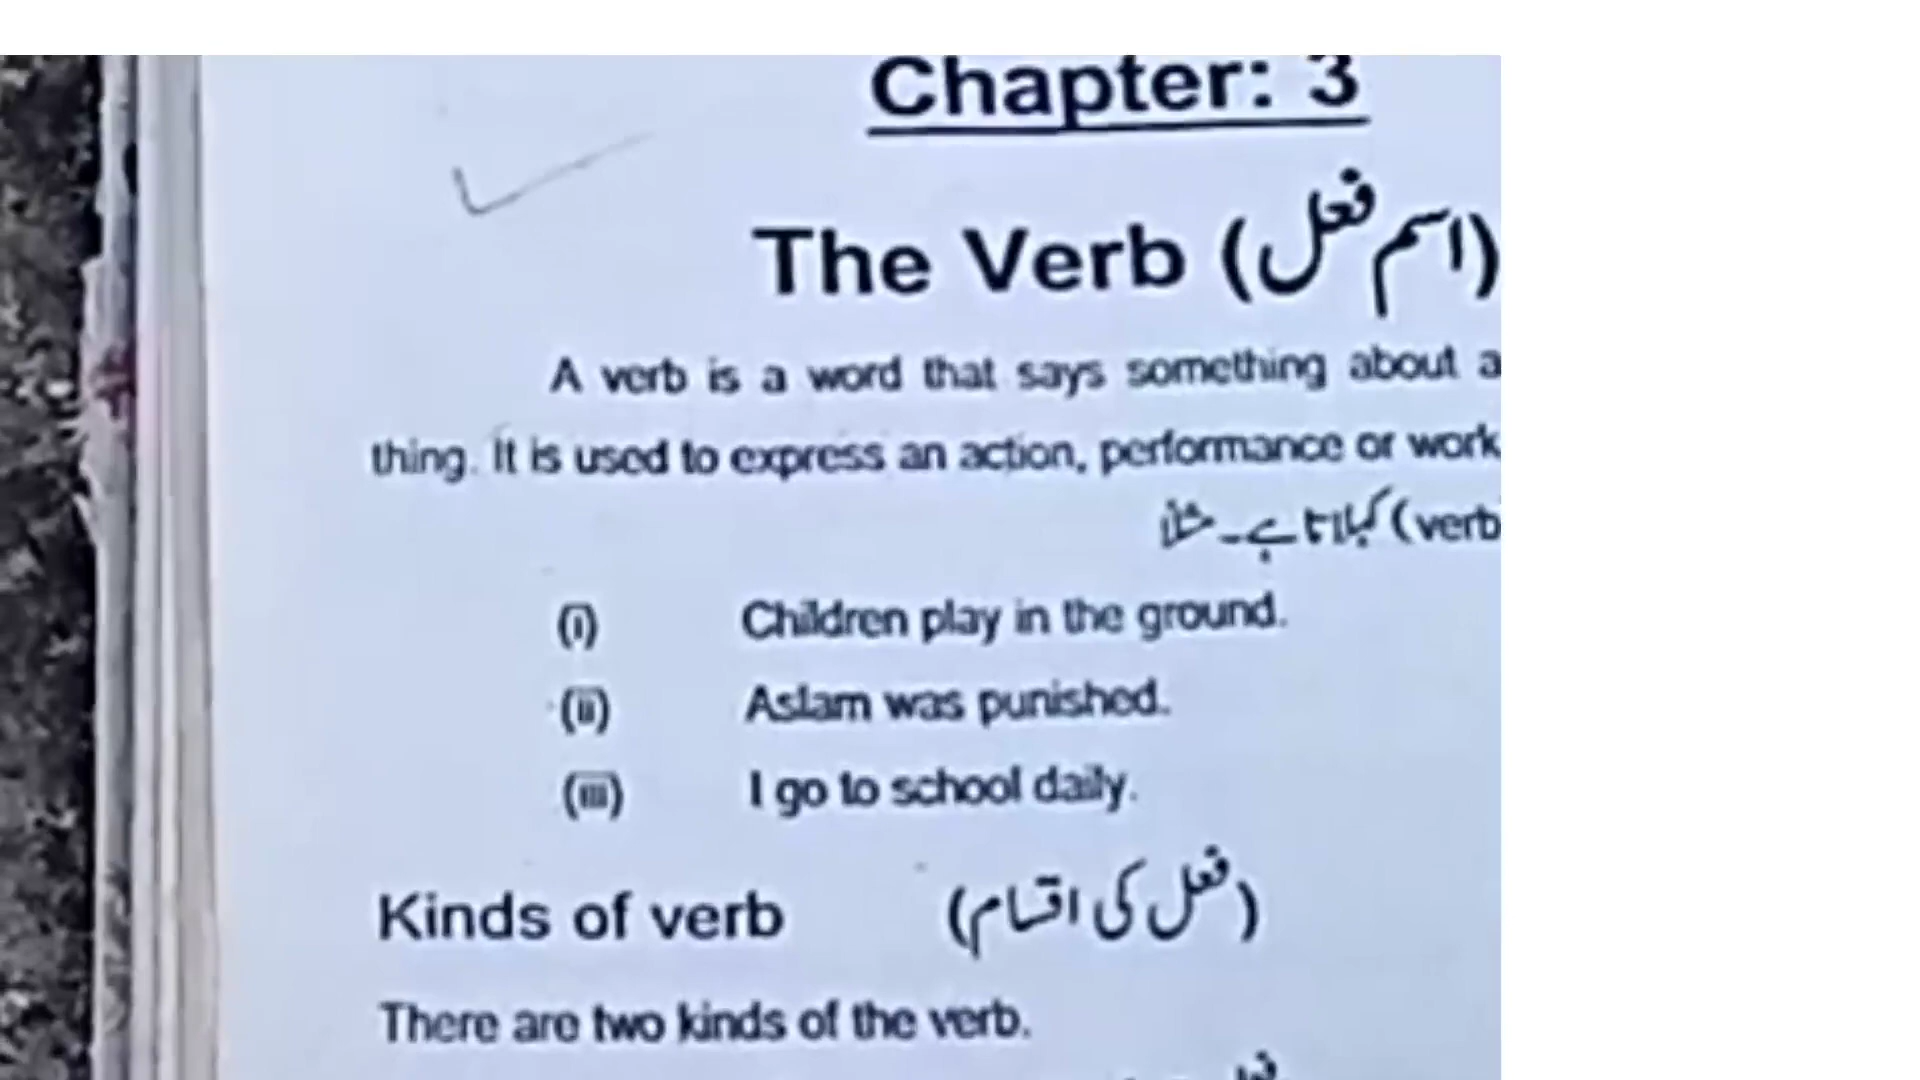 Chapter: 3
The Verb (اسم فعل)
A verb is a word that says something about a
thing. It is used to express an action, performance or work
verb) کہلاتا ہے۔ مثلاً
(i) Children play in the ground.
(ii) Aslam was punished.
(iii) I go to school daily.
Kinds of verb (فعل کی اقسام)
There are two kinds of the verb.